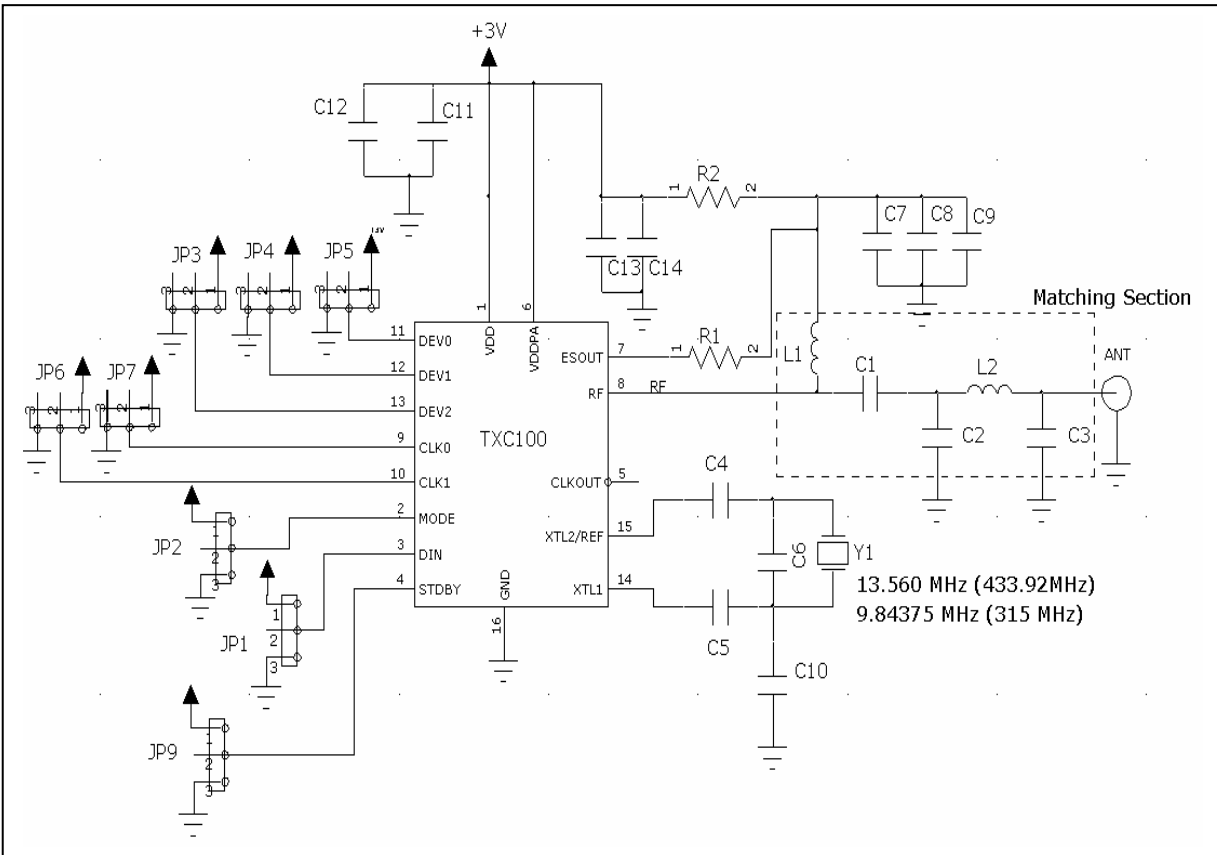 +3V
C12
C11
R2
1
2
C7
C8
C9
C13
C14
JP3
JP4
JP5
3
2
1
3
2
1
3
2
1
Matching Section
1
6
VDD
VDDPA
11
DEV0
ESOUT
7
1
R1
2
L1
C1
L2
ANT
JP6
JP7
3
2
1
3
2
1
12
DEV1
RF
8
RF
13
DEV2
TXC100
C2
C3
9
CLK0
10
CLK1
CLKOUT
5
C4
JP2
1
2
3
2
MODE
XTL2/REF
15
C6
Y1
3
DIN
4
STDBY
GND
16
XTL1
14
13.560 MHz (433.92MHz)
9.84375 MHz (315 MHz)
JP1
1
2
3
C5
C10
JP9
1
2
3